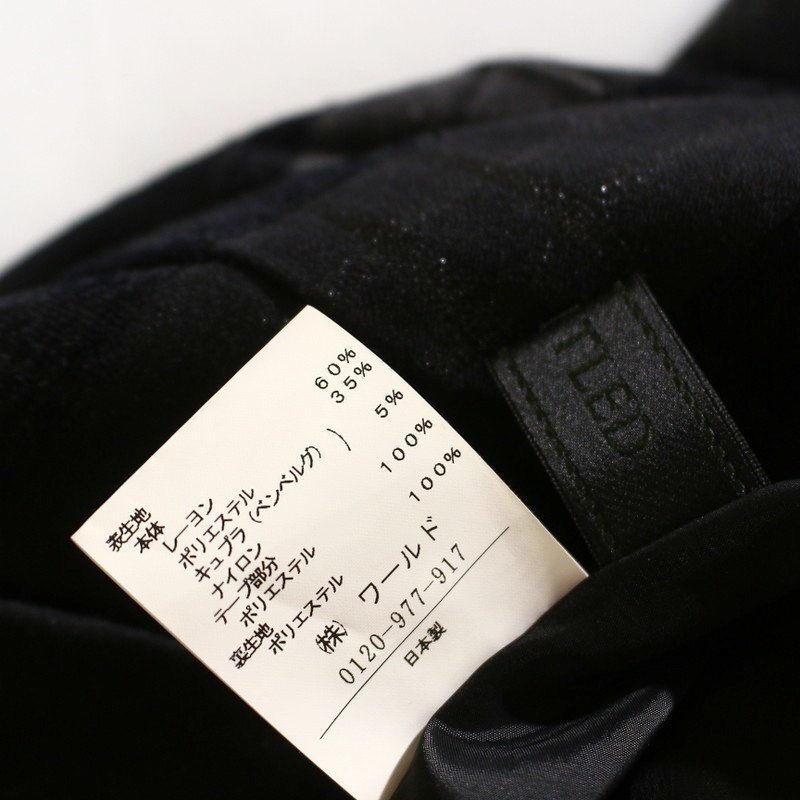 表生地
本体
レーヨン 60%
ポリエステル 35%
キュプラ(ベンベルグ)
ナイロン ) 5%
テープ部分
ポリエステル 100%
裏生地
ポリエステル 100%
(株) ワールド
0120-977-917
日本製
TLED